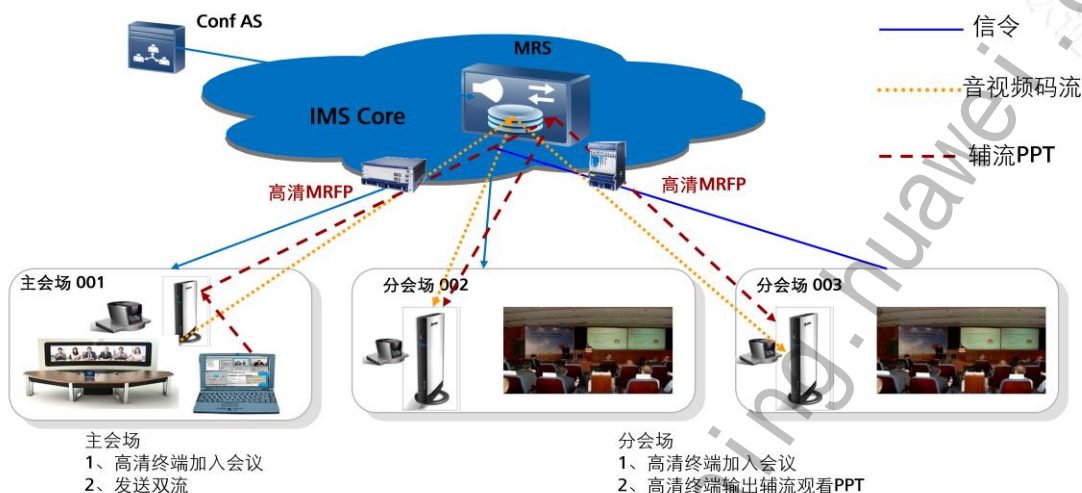 Conf AS
MRS
IMS Core
信令
音视频码流
辅流PPT
高清MRFP
高清MRFP
主会场 001
分会场 002
分会场 003
主会场
1、高清终端加入会议
2、发送双流
分会场
1、高清终端加入会议
2、高清终端输出辅流观看PPT
ning.huawei.